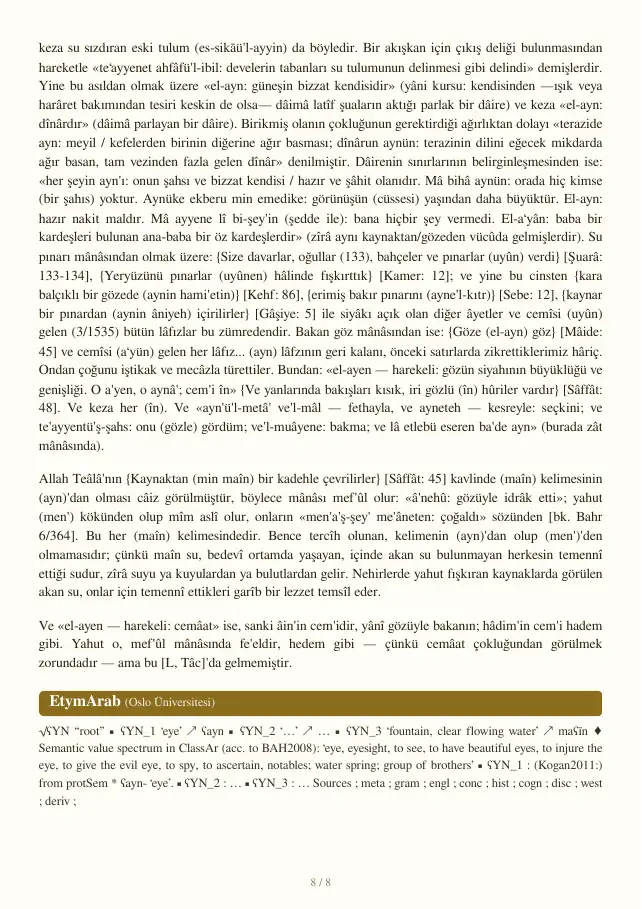 keza su sızdıran eski tulum (es-sikāü'l-ayyin) da böyledir. Bir akışkan için çıkış deliği bulunmasından
hareketle «te'ayyenet ahfâfü'l-ibil: develerin tabanları su tulumunun delinmesi gibi delindi» demişlerdir.
Yine bu asıldan olmak üzere «el-ayn: güneşin bizzat kendisidir» (yâni kursu: kendisinden —ışık veya
harâret bakımından tesiri keskin de olsa— dâimâ latîf şuaların aktığı parlak bir dâire) ve keza «el-ayn:
dînârdır» (dâimâ parlayan bir dâire). Birikmiş olanın çokluğunun gerektirdiği ağırlıktan dolayı «terazide
ayn: meyil / kefelerden birinin diğerine ağır basması; dînârun aynün: terazinin dilini eğecek mikdarda
ağır basan, tam vezinden fazla gelen dînâr» denilmiştir. Dâirenin sınırlarının belirginleşmesinden ise:
«her şeyin ayn'ı: onun şahsı ve bizzat kendisi / hazır ve şâhit olanıdır. Mâ bihâ aynün: orada hiç kimse
(bir şahıs) yoktur. Aynüke ekberu min emedike: görünüşün (cüssesi) yaşından daha büyüktür. El-ayn:
hazır nakit maldır. Mâ ayyene lî bi-şey'in (şedde ile): bana hiçbir şey vermedi. El-a'yân: baba bir
kardeşleri bulunan ana-baba bir öz kardeşlerdir» (zîrâ aynı kaynaktan/gözeden vücûda gelmişlerdir). Su
pınarı mânâsından olmak üzere: {Size davarlar, oğullar (133), bahçeler ve pınarlar (uyûn) verdi} [Şuarâ:
133-134], {Yeryüzünü pınarlar (uyûnen) hâlinde fışkırttık} [Kamer: 12]; ve yine bu cinsten {kara
balçıklı bir gözede (aynin hami'etin)} [Kehf: 86], {erimiş bakır pınarını (ayne'l-kıtr)} [Sebe: 12], {kaynar
bir pınardan (aynin âniyeh) içirilirler} [Gâşiye: 5] ile siyâkı açık olan diğer âyetler ve cemîsi (uyûn)
gelen (3/1535) bütün lâfızlar bu zümredendir. Bakan göz mânâsından ise: {Göze (el-ayn) göz} [Mâide:
45] ve cemîsi (a'yün) gelen her lâfız... (ayn) lâfzının geri kalanı, önceki satırlarda zikrettiklerimiz hâriç.
Ondan çoğunu iştikak ve mecâzla türettiler. Bundan: «el-ayen — harekeli: gözün siyahının büyüklüğü ve
genişliği. O a'yen, o aynâ'; cem'i în» {Ve yanlarında bakışları kısık, iri gözlü (în) hûriler vardır} [Sâffât:
48]. Ve keza her (în). Ve «ayn'ü'l-metâ' ve'l-mâl — fethayla, ve ayneteh — kesreyle: seçkini; ve
te'ayyentü'ş-şahs: onu (gözle) gördüm; ve'l-muâyene: bakma; ve lâ etlebü eseren ba'de ayn» (burada zât
mânâsında).
Allah Teâlâ'nın {Kaynaktan (min maîn) bir kadehle çevrilirler} [Sâffât: 45] kavlinde (maîn) kelimesinin
(ayn)'dan olması câiz görülmüştür, böylece mânâsı mef'ûl olur: «â'nehû: gözüyle idrâk etti»; yahut
(men') kökünden olup mîm aslî olur, onların «men'a'ş-şey' me'âneten: çoğaldı» sözünden [bk. Bahr
6/364]. Bu her (maîn) kelimesindedir. Bence tercîh olunan, kelimenin (ayn)'dan olup (men')'den
olmamasıdır; çünkü maîn su, bedevî ortamda yaşayan, içinde akan su bulunmayan herkesin temennî
ettiği sudur, zîrâ suyu ya kuyulardan ya bulutlardan gelir. Nehirlerde yahut fışkıran kaynaklarda görülen
akan su, onlar için temennî ettikleri garîb bir lezzet temsîl eder.
Ve «el-ayen — harekeli: cemâat» ise, sanki âin'in cem'idir, yânî gözüyle bakanın; hâdim'in cem'i hadem
gibi. Yahut o, mef'ûl mânâsında fe'eldir, hedem gibi — çünkü cemâat çokluğundan görülmek
zorundadır — ama bu [L, Tâc]'da gelmemiştir.
EtymArab (Oslo Üniversitesi)
√ʕYN “root” ▪ ʕYN_1 ‘eye’ ↗ ʕayn ▪ ʕYN_2 ‘…’ ↗ … ▪ ʕYN_3 ‘fountain, clear flowing water’ ↗ maʕīn ♦
Semantic value spectrum in ClassAr (acc. to BAH2008): ‘eye, eyesight, to see, to have beautiful eyes, to injure the
eye, to give the evil eye, to spy, to ascertain, notables; water spring; group of brothers’ ▪ ʕYN_1 : (Kogan2011:)
from protSem * ʕayn- ‘eye’. ▪ ʕYN_2 : … ▪ ʕYN_3 : … Sources ; meta ; gram ; engl ; conc ; hist ; cogn ; disc ; west
; deriv ;
8 / 8